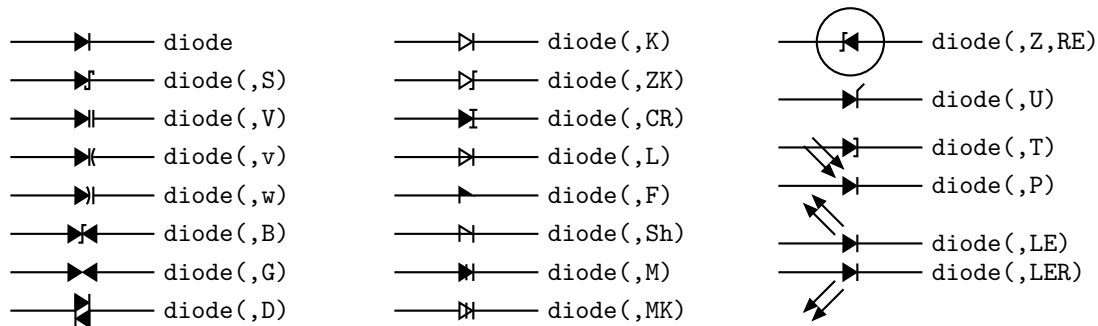 diode
diode(,S)
diode(,V)
diode(,v)
diode(,w)
diode(,B)
diode(,G)
diode(,D)
diode(,K)
diode(,ZK)
diode(,CR)
diode(,L)
diode(,F)
diode(,Sh)
diode(,M)
diode(,MK)
diode(,Z,RE)
diode(,U)
diode(,T)
diode(,P)
diode(,LE)
diode(,LER)